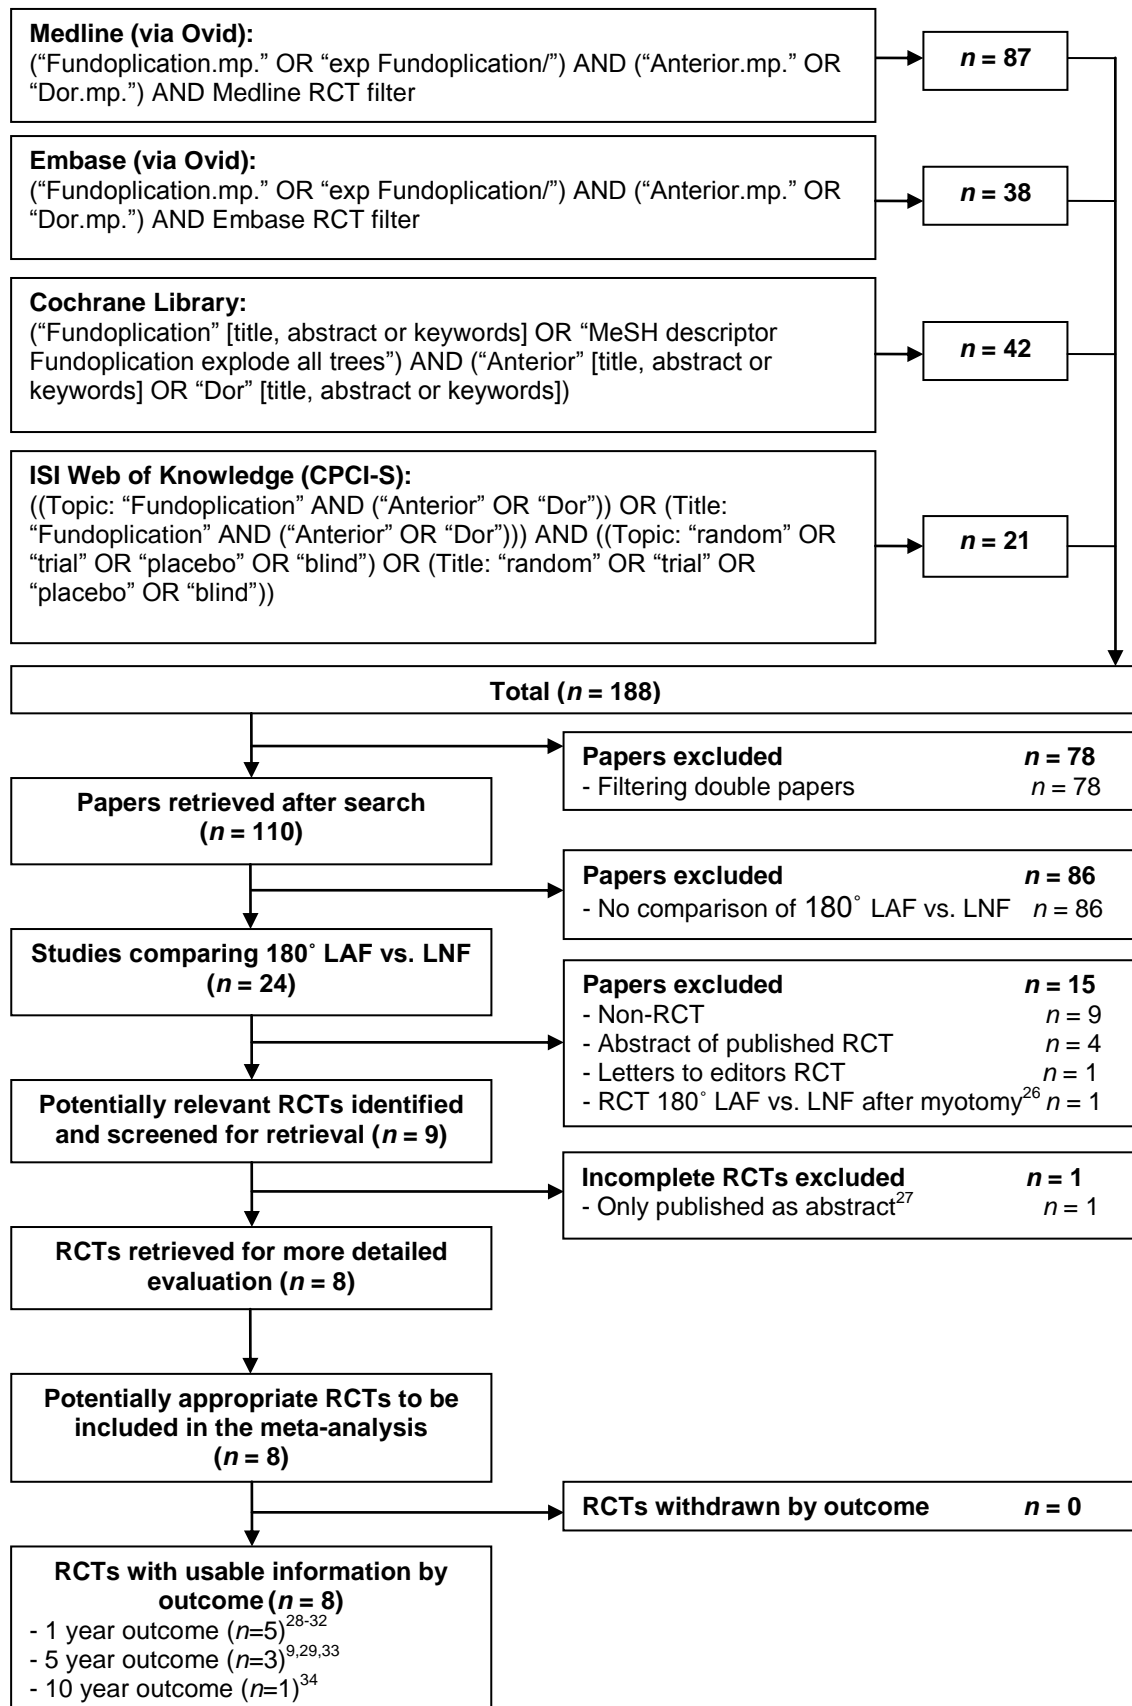 Medline (via Ovid):
(“Fundoplication.mp.” OR “exp Fundoplication/”) AND (“Anterior.mp.” OR
“Dor.mp.”) AND Medline RCT filter
n = 87
Embase (via Ovid):
(“Fundoplication.mp.” OR “exp Fundoplication/”) AND (“Anterior.mp.” OR
“Dor.mp.”) AND Embase RCT filter
n = 38
Cochrane Library:
(“Fundoplication” [title, abstract or keywords] OR “MeSH descriptor
Fundoplication explode all trees”) AND (“Anterior” [title, abstract or
keywords] OR “Dor” [title, abstract or keywords])
n = 42
ISI Web of Knowledge (CPCI-S):
((Topic: “Fundoplication” AND (“Anterior” OR “Dor”)) OR (Title:
“Fundoplication” AND (“Anterior” OR “Dor”))) AND ((Topic: “random” OR
“trial” OR “placebo” OR “blind”) OR (Title: “random” OR “trial” OR
“placebo” OR “blind”))
n = 21
Total (n = 188)
Papers excluded n = 78
- Filtering double papers n = 78
Papers retrieved after search
(n = 110)
Papers excluded n = 86
- No comparison of 180˚ LAF vs. LNF n = 86
Studies comparing 180˚ LAF vs. LNF
(n = 24)
Papers excluded n = 15
- Non-RCT n = 9
- Abstract of published RCT n = 4
- Letters to editors RCT n = 1
- RCT 180˚ LAF vs. LNF after myotomy26 n = 1
Potentially relevant RCTs identified
and screened for retrieval (n = 9)
Incomplete RCTs excluded n = 1
- Only published as abstract27 n = 1
RCTs retrieved for more detailed
evaluation (n = 8)
Potentially appropriate RCTs to be
included in the meta-analysis
(n = 8)
RCTs withdrawn by outcome n = 0
RCTs with usable information by
outcome (n = 8)
- 1 year outcome (n=5)28-32
- 5 year outcome (n=3)9,29,33
- 10 year outcome (n=1)34